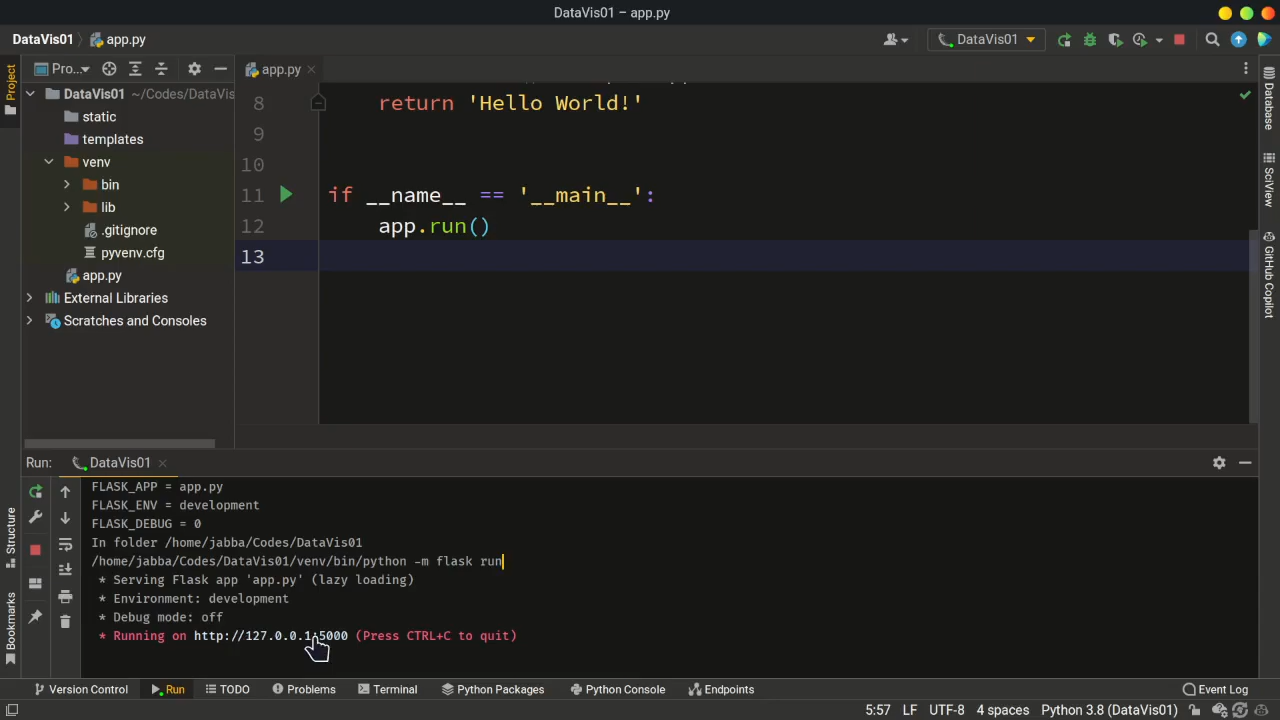 DataVis01 – app.py
DataVis01
app.py
DataVis01
Project
Pro...
DataVis01 ~/Codes/DataVis
static
templates
venv
bin
lib
.gitignore
pyvenv.cfg
app.py
External Libraries
Scratches and Consoles
app.py
8 return 'Hello World!'
9
10
11 if __name__ == '__main__':
12 app.run()
13
Database
SciView
GitHub Copilot
Run: DataVis01
FLASK_APP = app.py
FLASK_ENV = development
FLASK_DEBUG = 0
In folder /home/jabba/Codes/DataVis01
/home/jabba/Codes/DataVis01/venv/bin/python -m flask run
* Serving Flask app 'app.py' (lazy loading)
* Environment: development
* Debug mode: off
* Running on http://127.0.0.1:5000 (Press CTRL+C to quit)
Structure
Bookmarks
Version Control
Run
TODO
Problems
Terminal
Python Packages
Python Console
Endpoints
Event Log
5:57 LF UTF-8 4 spaces Python 3.8 (DataVis01)